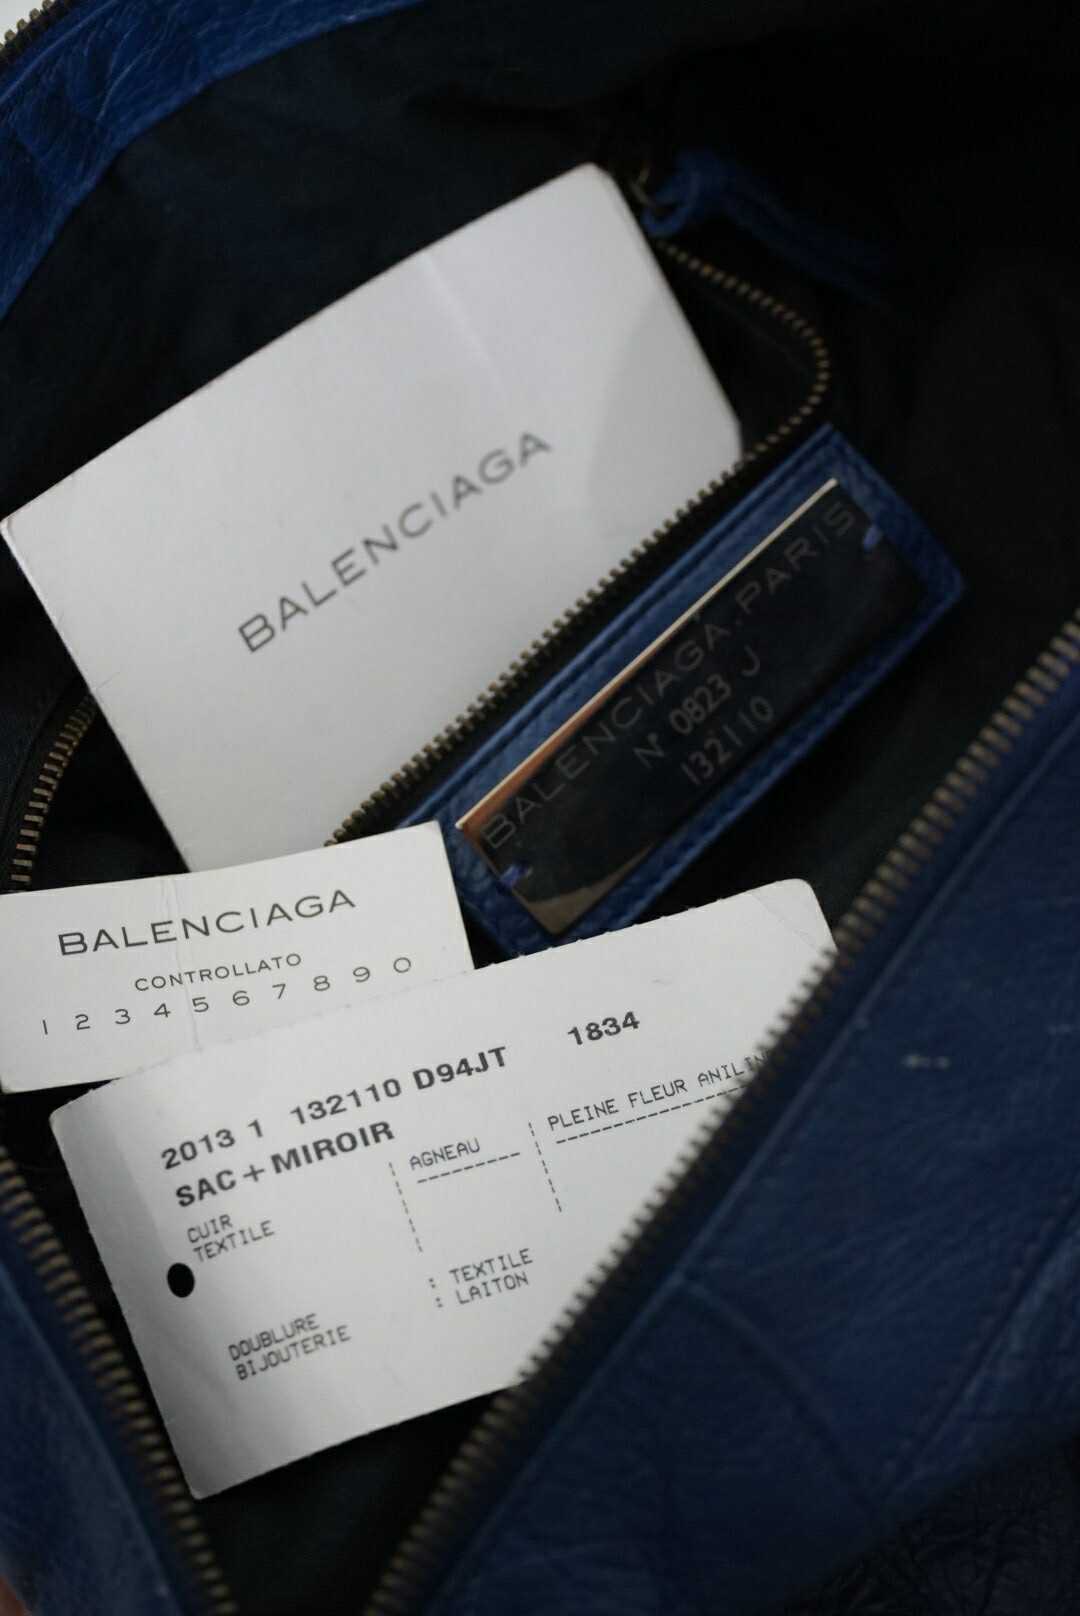 BALENCIAGA
BALENCIAGA.PARIS
N° 0823 J
132110
BALENCIAGA
CONTROLLATO
1 2 3 4 5 6 7 8 9 0
2013 1 132110 D94JT 1834
SAC+MIROIR
CUIR AGNEAU PLEINE FLEUR
TEXTILE
DOUBLURE : TEXTILE
BIJOUTERIE : LAITON